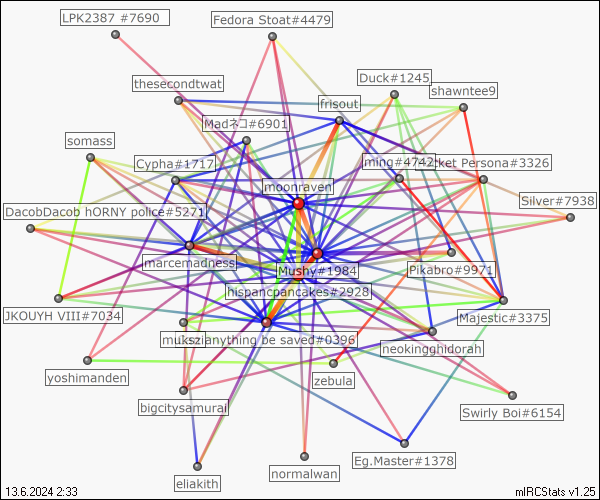 LPK2387 #7690
Fedora Stoat#4479
thesecondtwat
Duck#1245
shawntee9
frisout
Madネコ#6901
somass
Cypha#1717
ming#4742
ket Persona#3326
moonraven
Silver#7938
DacobDacob hORNY police#5271
marcemadness
Mushy#1984
Pikabro#9971
hispancpancakes#2928
JKOUYH VIII#7034
Majestic#3375
anything be saved#0396
neokingghidorah
yoshimanden
zebula
bigcitysamurai
Swirly Boi#6154
Eg.Master#1378
normalwan
eliakith
13.6.2024 2:33
mIRCStats v1.25